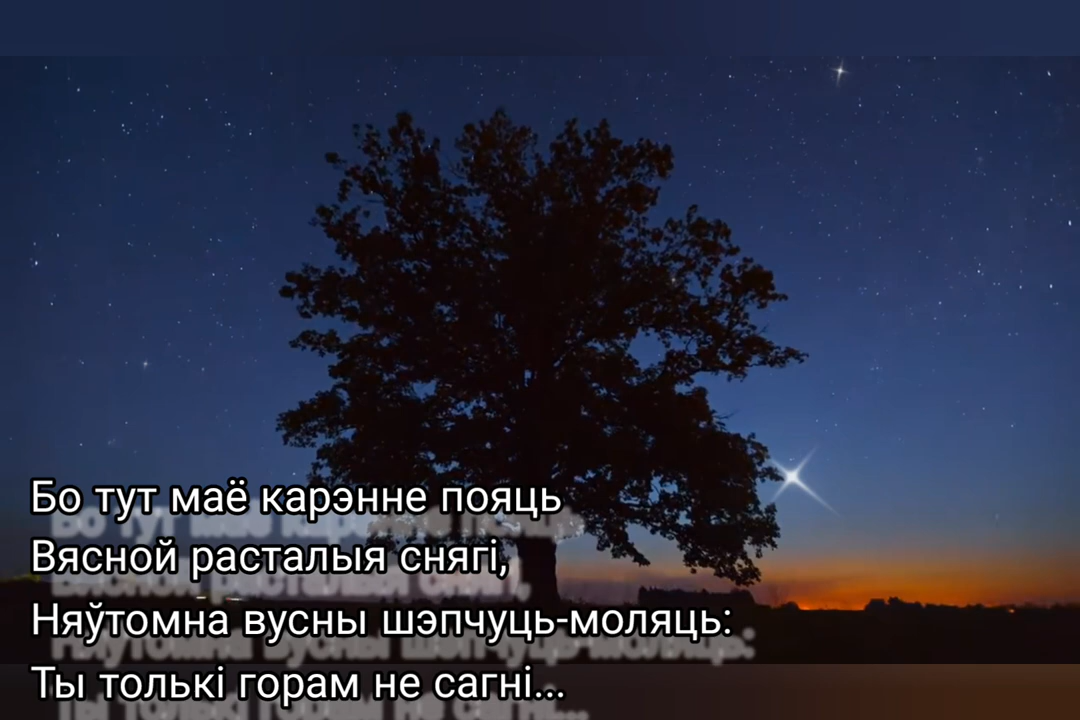 Бо тут маё карэнне пояць
Вясной расталыя снягі,
Няўтомна вусны шэпчуць-моляць:
Ты толькі горам не сагні...